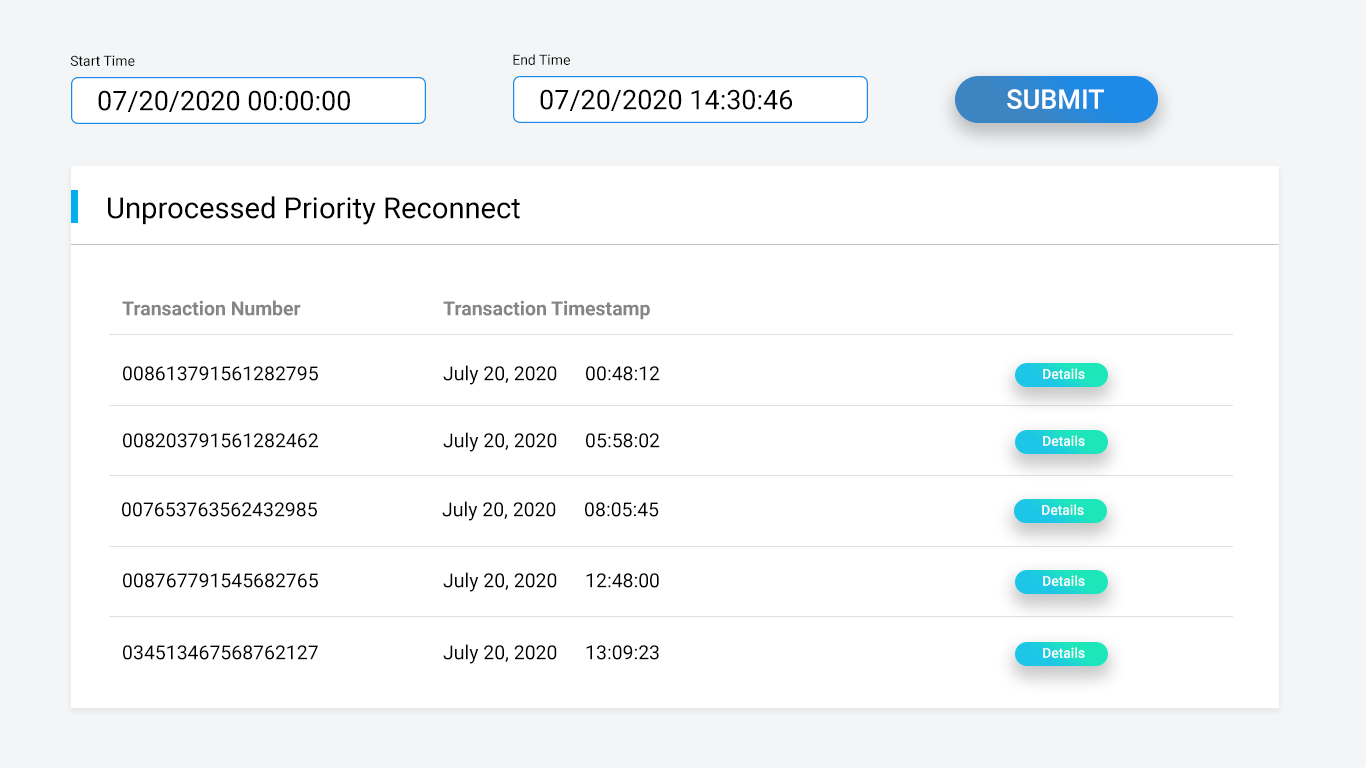 Start Time
End Time
07/20/2020 00:00:00
07/20/2020 14:30:46
SUBMIT
Unprocessed Priority Reconnect
Transaction Number Transaction Timestamp
008613791561282795 July 20, 2020 00:48:12 Details
008203791561282462 July 20, 2020 05:58:02 Details
007653763562432985 July 20, 2020 08:05:45 Details
008767791545682765 July 20, 2020 12:48:00 Details
034513467568762127 July 20, 2020 13:09:23 Details